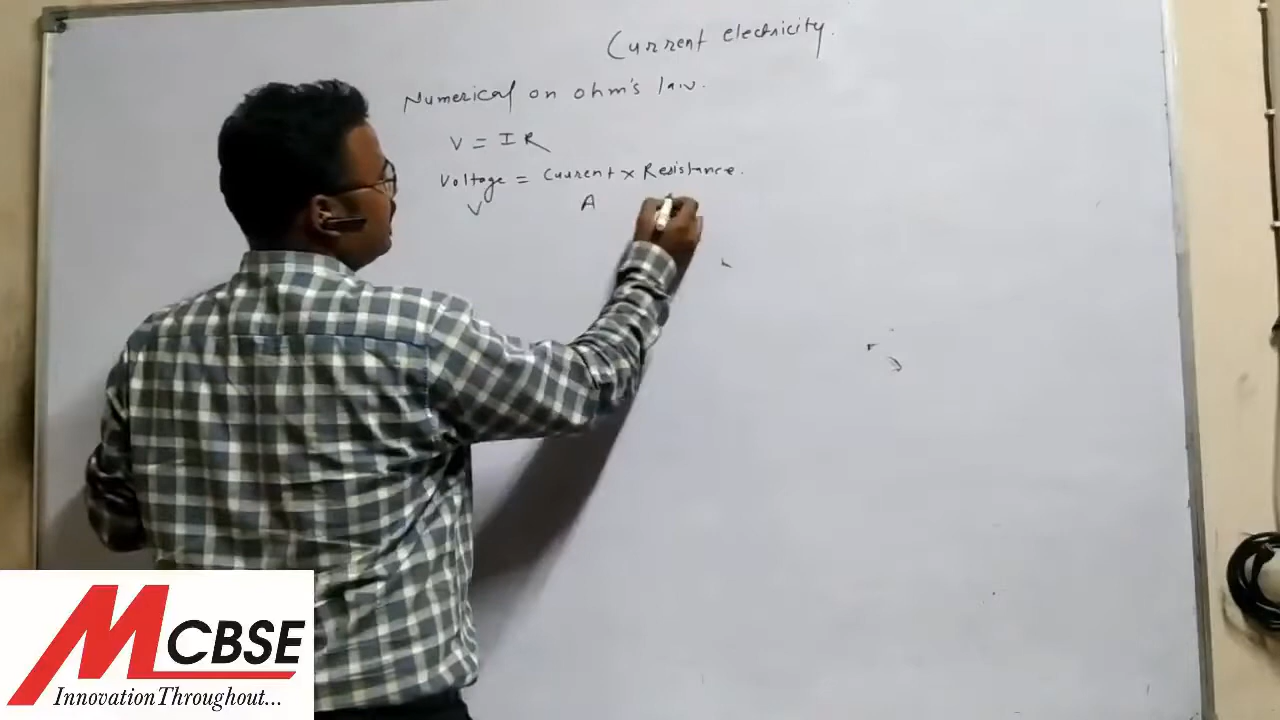 Current electricity.
Numerical on ohm's law.
V = IR
Voltage = Current × Resistance.
V A
MCBSE
Innovation Throughout...